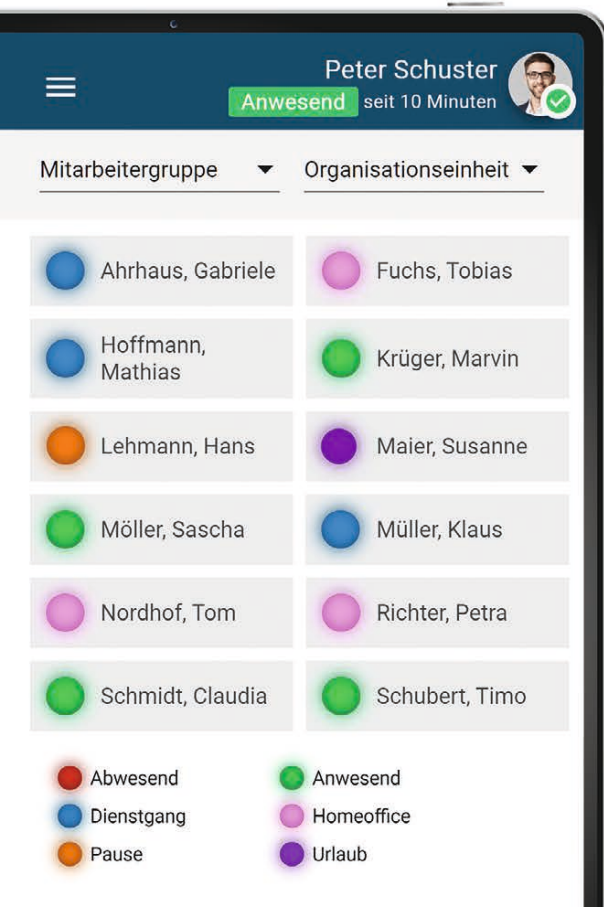 Peter Schuster
Anwesend seit 10 Minuten
Mitarbeitergruppe Organisationseinheit
Ahrhaus, Gabriele
Fuchs, Tobias
Hoffmann,
Mathias
Krüger, Marvin
Lehmann, Hans
Maier, Susanne
Möller, Sascha
Müller, Klaus
Nordhof, Tom
Richter, Petra
Schmidt, Claudia
Schubert, Timo
Abwesend
Anwesend
Dienstgang
Homeoffice
Pause
Urlaub